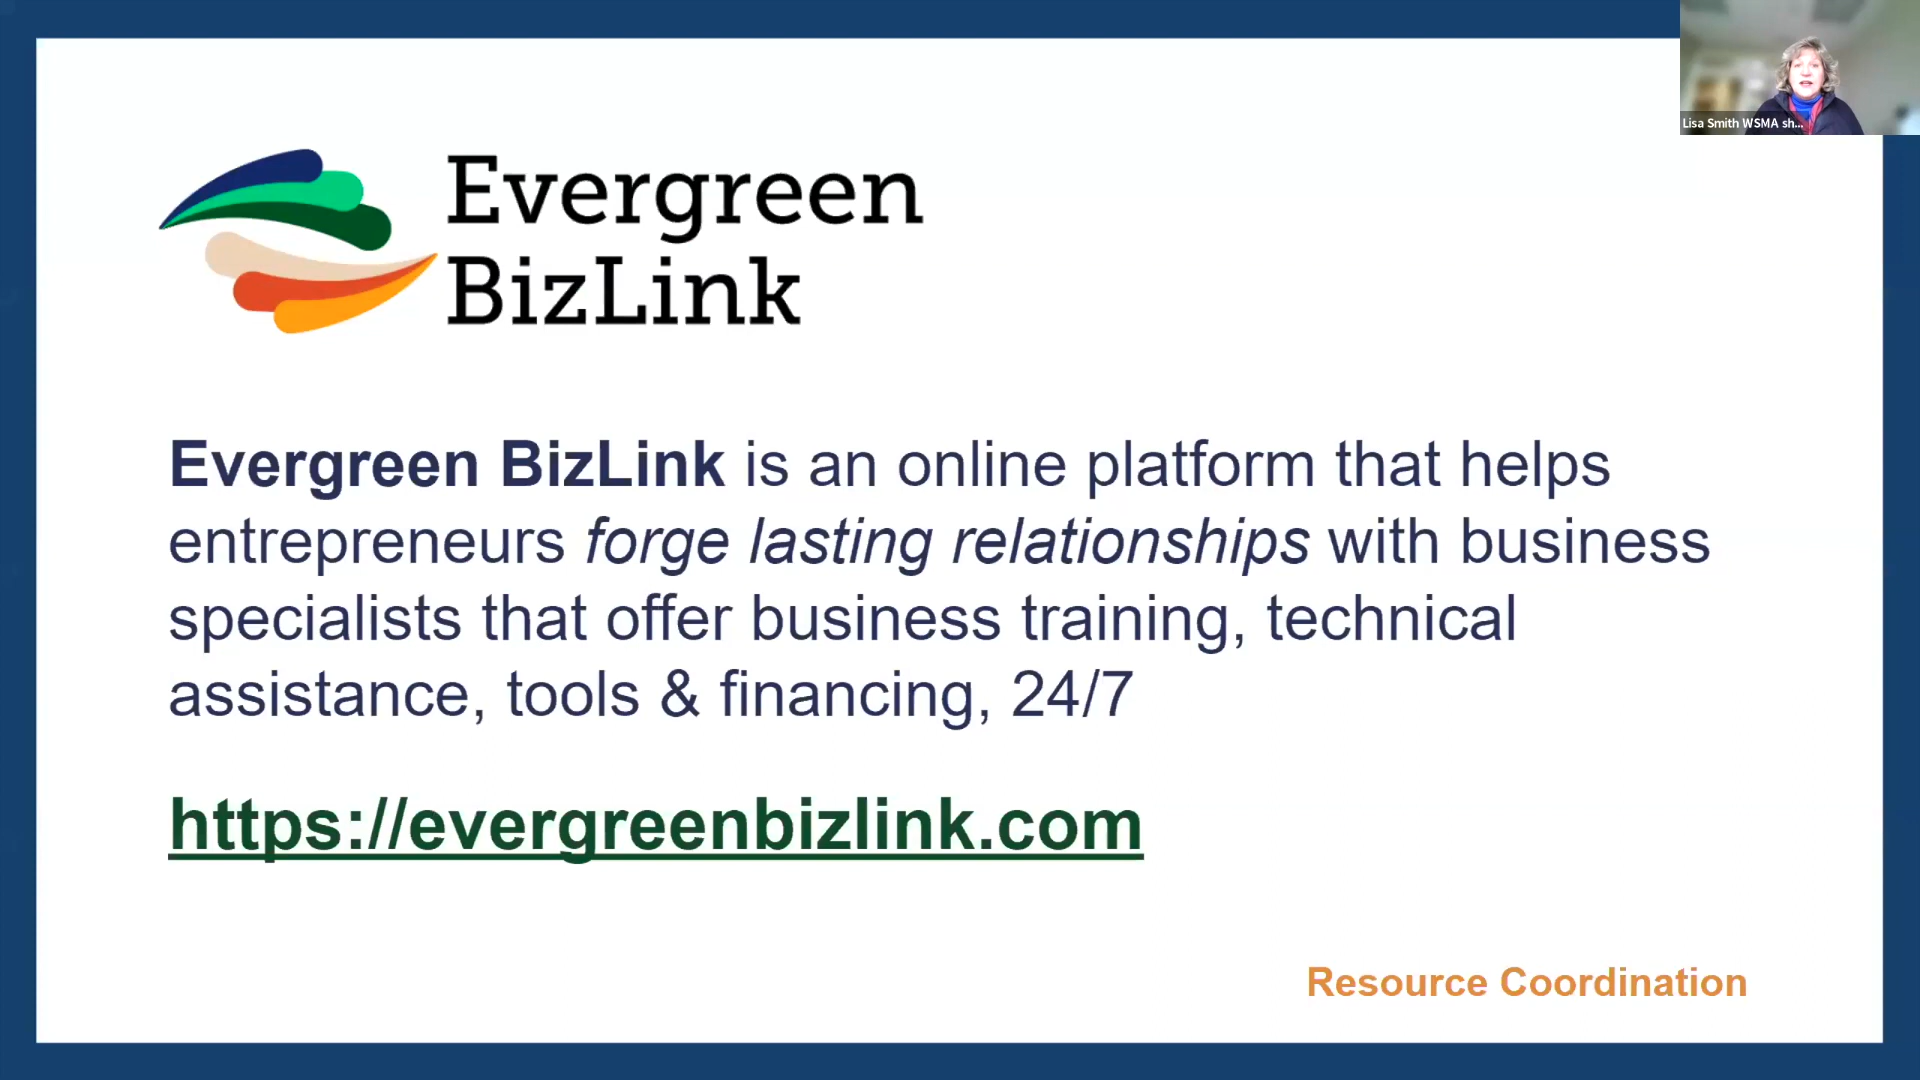 Lisa Smith WSMA sh...
Evergreen
BizLink
Evergreen BizLink is an online platform that helps
entrepreneurs forge lasting relationships with business
specialists that offer business training, technical
assistance, tools & financing, 24/7
https://evergreenbizlink.com
Resource Coordination